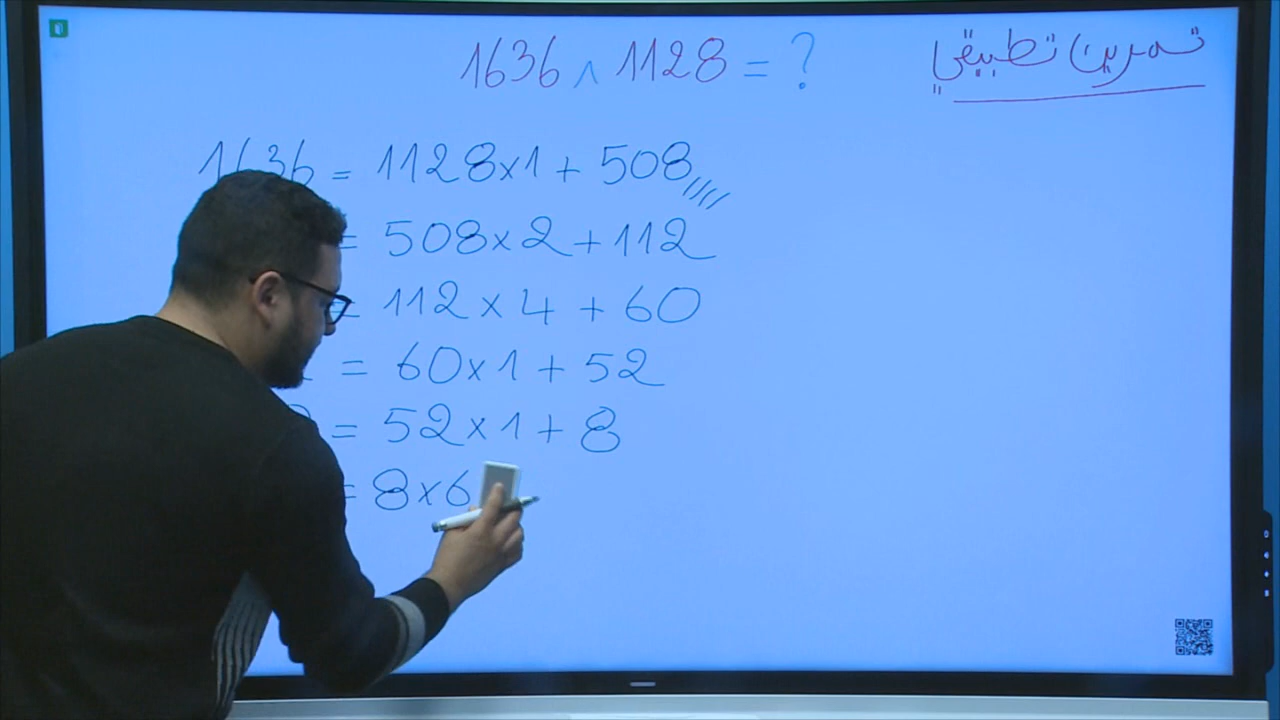 تمرين تطبيقي
1636 ∧ 1128 = ?
1636 = 1128×1 + 508
= 508×2 + 112
= 112 × 4 + 60
= 60×1 + 52
= 52×1 + 8
= 8×6